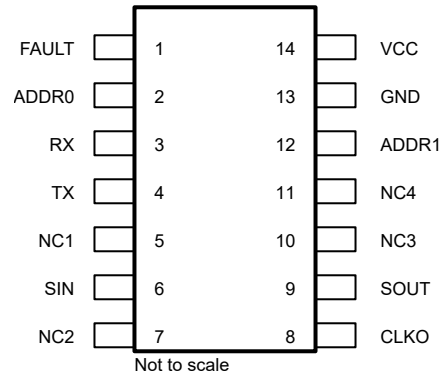 FAULT 1 14 VCC
ADDR0 2 13 GND
RX 3 12 ADDR1
TX 4 11 NC4
NC1 5 10 NC3
SIN 6 9 SOUT
NC2 7 8 CLKO
Not to scale